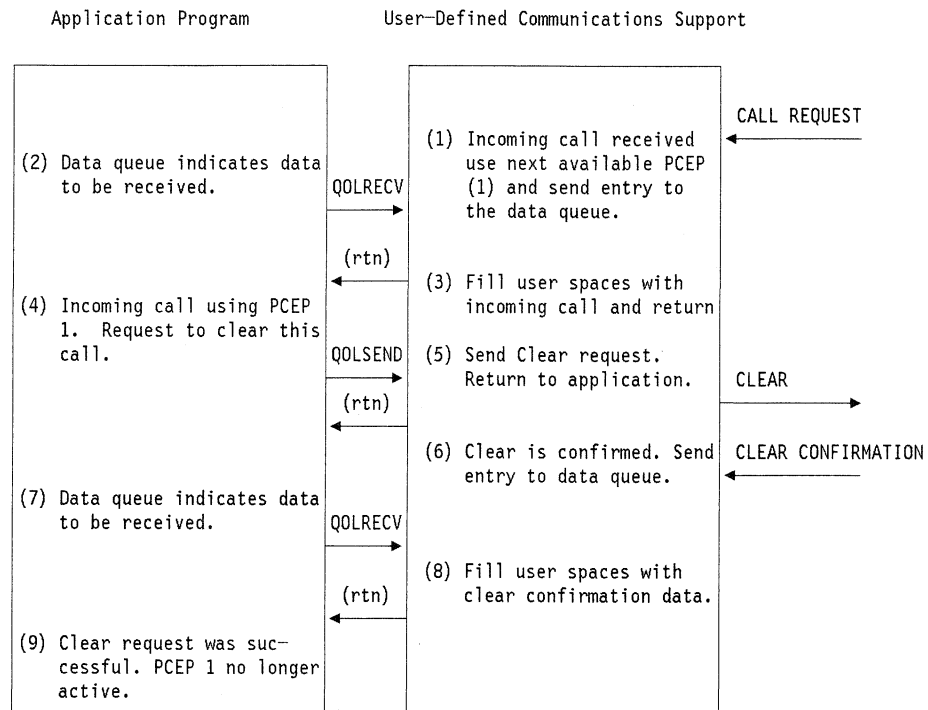 Application Program
User-Defined Communications Support
CALL REQUEST
(1) Incoming call received
use next available PCEP
(1) and send entry to
the data queue.
(2) Data queue indicates data
to be received.
QOLRECV
(rtn)
(3) Fill user spaces with
incoming call and return
(4) Incoming call using PCEP
1. Request to clear this
call.
QOLSEND
(5) Send Clear request.
Return to application.
CLEAR
(rtn)
(6) Clear is confirmed. Send
entry to data queue.
CLEAR CONFIRMATION
(7) Data queue indicates data
to be received.
QOLRECV
(8) Fill user spaces with
clear confirmation data.
(rtn)
(9) Clear request was suc-
cessful. PCEP 1 no longer
active.